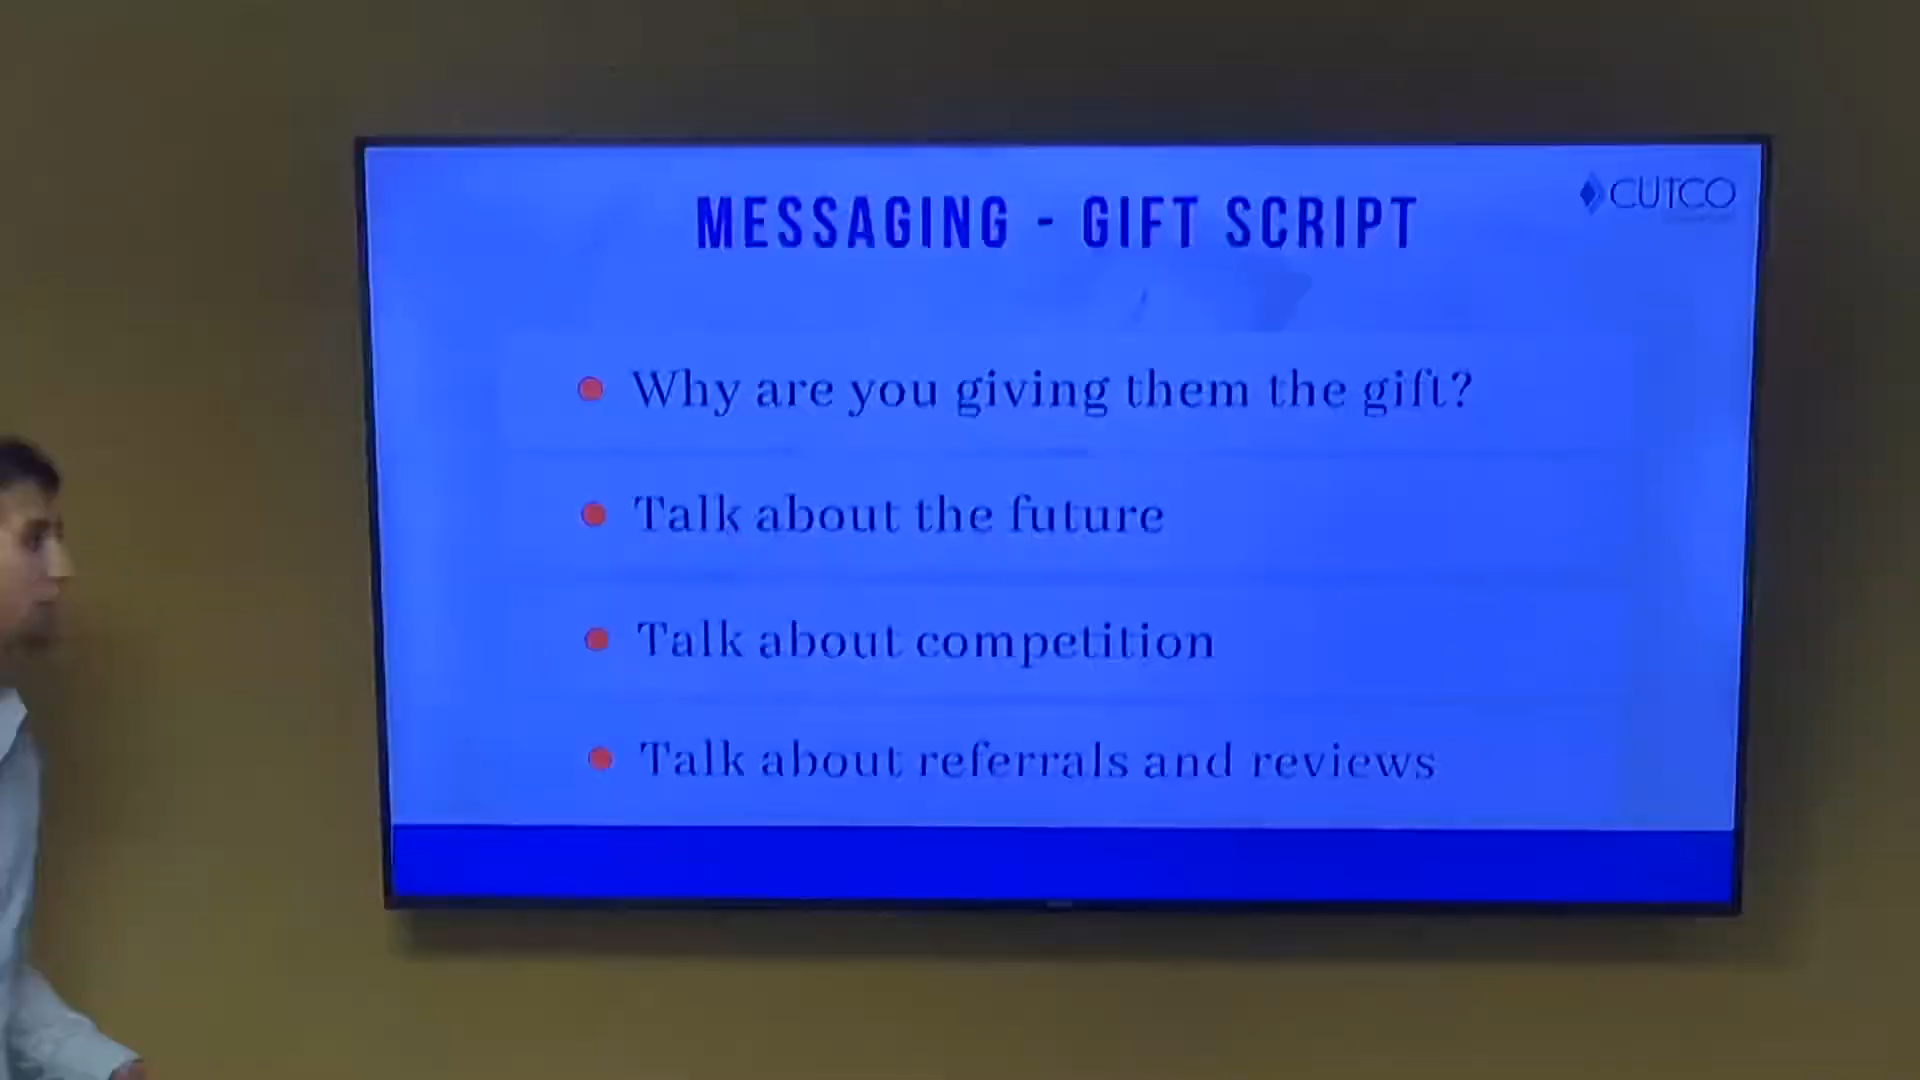 CUTCO
MESSAGING - GIFT SCRIPT
Why are you giving them the gift?
Talk about the future
Talk about competition
Talk about referrals and reviews